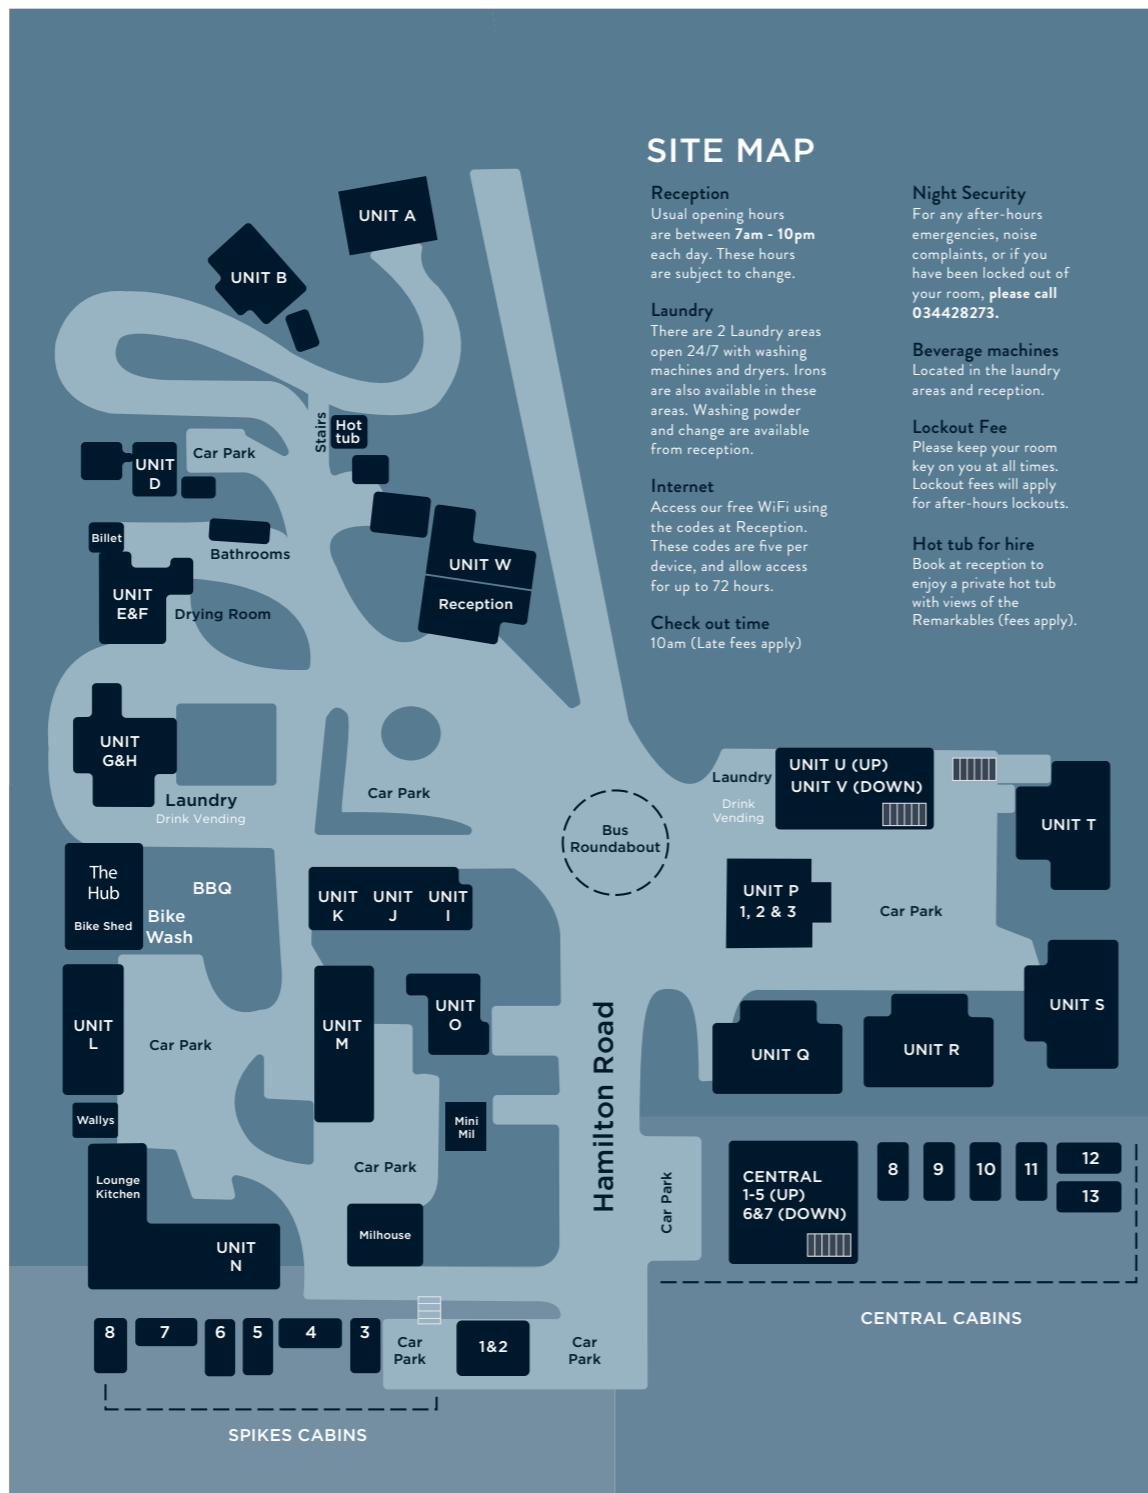 SITE MAP
Reception
Usual opening hours
are between 7am - 10pm
each day. These hours
are subject to change.
Laundry
There are 2 Laundry areas
open 24/7 with washing
machines and dryers. Irons
are also available in these
areas. Washing powder
and change are available
from reception.
Internet
Access our free WiFi using
the codes at Reception.
These codes are five per
device, and allow access
for up to 72 hours.
Check out time
10am (Late fees apply)
Night Security
For any after-hours
emergencies, noise
complaints, or if you
have been locked out of
your room, please call
034428273.
Beverage machines
Located in the laundry
areas and reception.
Lockout Fee
Please keep your room
key on you at all times.
Lockout fees will apply
for after-hours lockouts.
Hot tub for hire
Book at reception to
enjoy a private hot tub
with views of the
Remarkables (fees apply).
UNIT A
UNIT B
Stairs
Hot
tub
Car Park
UNIT
D
Billet
Bathrooms
UNIT
E&F
Drying Room
UNIT W
Reception
UNIT
G&H
Laundry
Drink Vending
Car Park
Bus
Roundabout
Laundry
Drink
Vending
UNIT U (UP)
UNIT V (DOWN)
UNIT T
The
Hub
Bike Shed
BBQ
Bike
Wash
UNIT
K
UNIT
J
UNIT
I
UNIT P
1, 2 & 3
Car Park
UNIT
L
Car Park
UNIT
M
UNIT
O
Hamilton Road
UNIT Q
UNIT R
UNIT S
Wallys
Mini
Mil
Lounge
Kitchen
Car Park
Car Park
CENTRAL
1-5 (UP)
6&7 (DOWN)
8
9
10
11
12
13
UNIT
N
Milhouse
CENTRAL CABINS
8
7
6
5
4
3
Car
Park
1&2
Car
Park
SPIKES CABINS